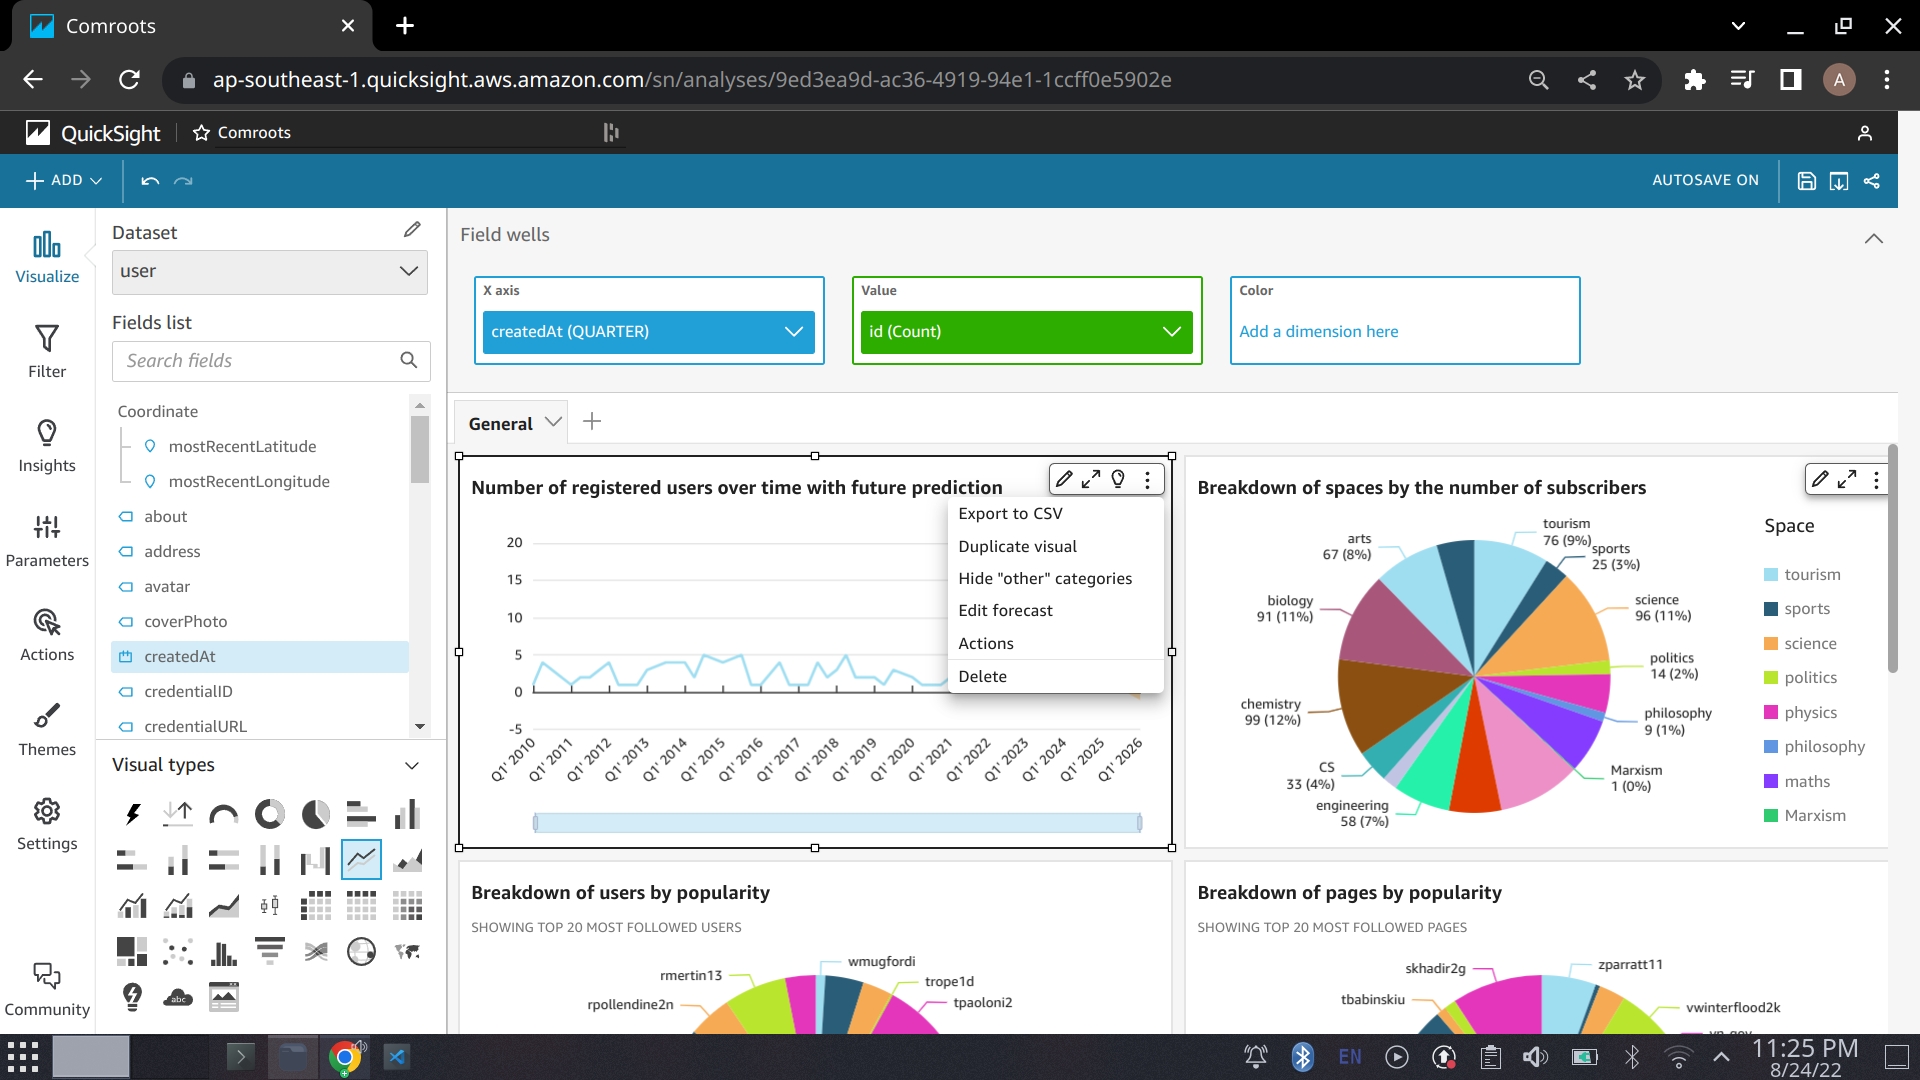 Comroots
ap-southeast-1.quicksight.aws.amazon.com/sn/analyses/9ed3ea9d-ac36-4919-94e1-1ccff0e5902e
A
QuickSight
Comroots
ADD
AUTOSAVE ON
Visualize
Filter
Insights
Parameters
Actions
Themes
Settings
Community
Dataset
user
Fields list
Search fields
Coordinate
mostRecentLatitude
mostRecentLongitude
about
address
avatar
coverPhoto
createdAt
credentialID
credentialURL
Visual types
abc
Field wells
X axis
createdAt (QUARTER)
Value
id (Count)
Color
Add a dimension here
General
Number of registered users over time with future prediction
Export to CSV
Duplicate visual
Hide "other" categories
Edit forecast
Actions
Delete
20
15
10
5
0
-5
Q1' 2010
Q1' 2011
Q1' 2012
Q1' 2013
Q1' 2014
Q1' 2015
Q1' 2016
Q1' 2017
Q1' 2018
Q1' 2019
Q1' 2020
Q1' 2021
Q1' 2022
Q1' 2023
Q1' 2024
Q1' 2025
Q1' 2026
Breakdown of spaces by the number of subscribers
tourism
76 (9%)
sports
25 (3%)
science
96 (11%)
politics
14 (2%)
philosophy
9 (1%)
Marxism
1 (0%)
engineering
58 (7%)
CS
33 (4%)
chemistry
99 (12%)
biology
91 (11%)
arts
67 (8%)
Space
tourism
sports
science
politics
physics
philosophy
maths
Marxism
Breakdown of users by popularity
SHOWING TOP 20 MOST FOLLOWED USERS
wmugfordi
rmertin13
trope1d
rpollendine2n
tpaoloni2
Breakdown of pages by popularity
SHOWING TOP 20 MOST FOLLOWED PAGES
skhadir2g
zparratt11
tbabinskiu
vwinterflood2k
EN
11:25 PM
8/24/22